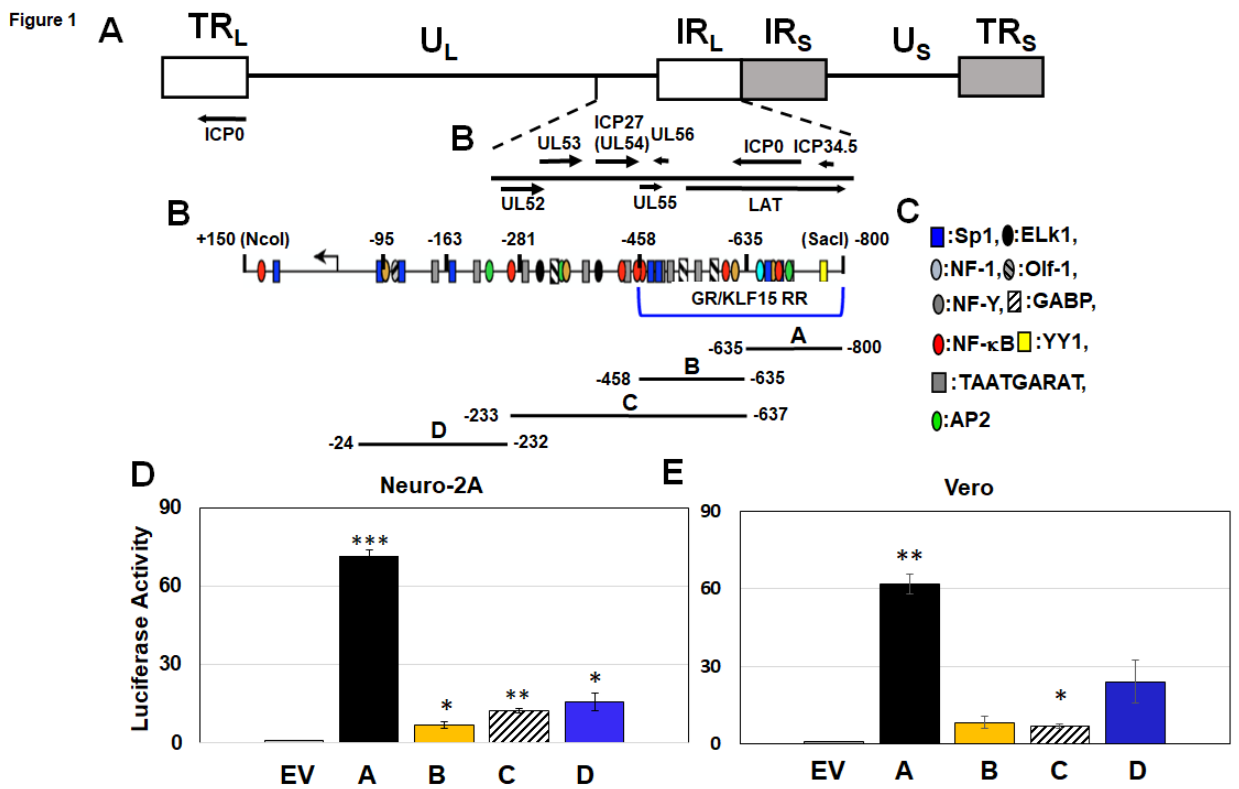 Figure 1
A
TRL
UL
IRL
IRS
US
TRS
ICP0
B
UL53
ICP27
(UL54)
UL56
ICP0
ICP34.5
UL52
UL55
LAT
B
+150 (NcoI)
-95
-163
-281
-458
-635
(SacI)
-800
GR/KLF15 RR
-635
A
-800
-458
B
-635
-233
C
-637
-24
D
-232
C
:Sp1,
:ELk1,
:NF-1,
:Olf-1,
:NF-Y,
:GABP,
:NF-κB
:YY1,
:TAATGARAT,
:AP2
D
Neuro-2A
Luciferase Activity
90
60
30
0
***
*
**
*
EV A B C D
E
Vero
90
60
30
0
**
*
EV A B C D